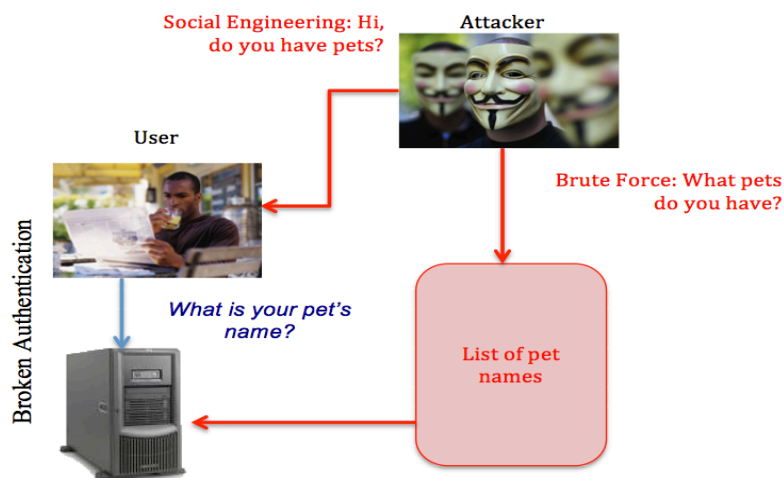 Social Engineering: Hi,
do you have pets?
Attacker
User
Brute Force: What pets
do you have?
Broken Authentication
What is your pet's
name?
List of pet
names